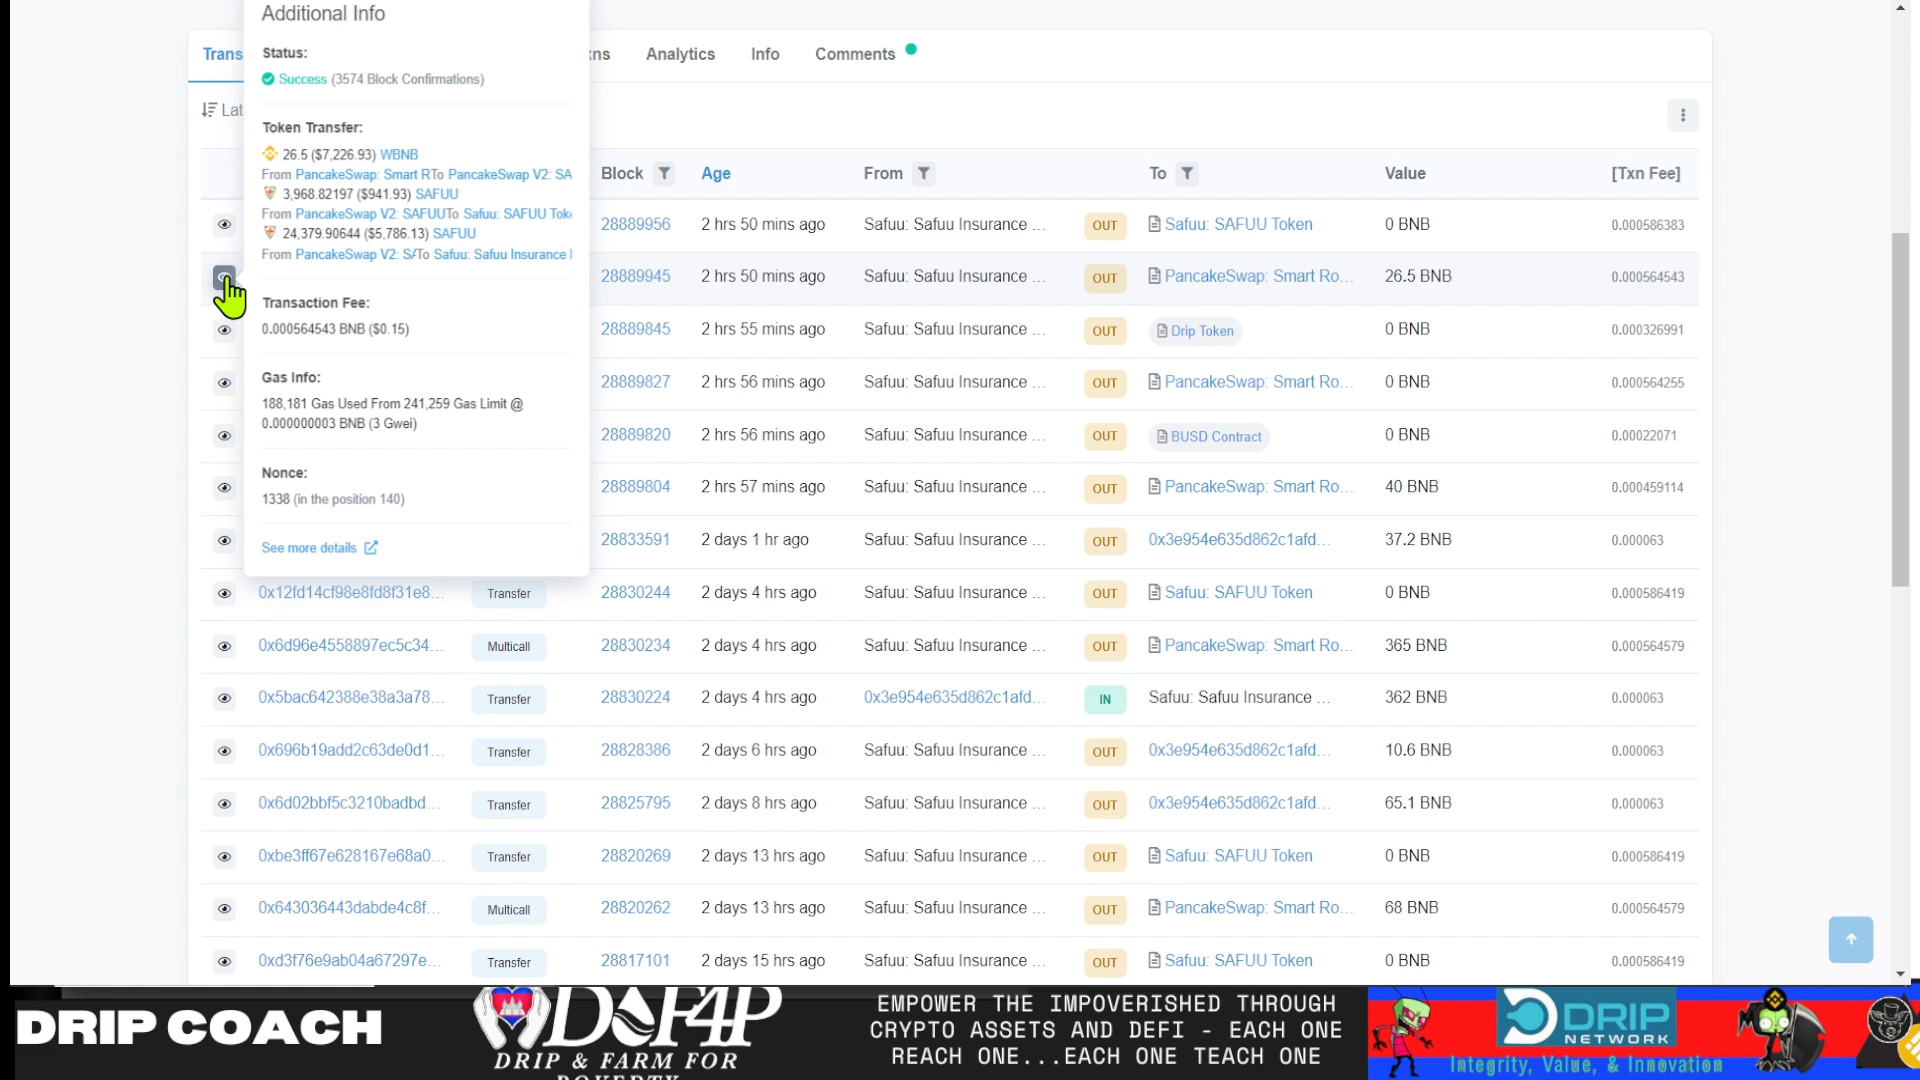 Additional Info
Status:
Success (3574 Block Confirmations)
Token Transfer:
26.5 ($7,226.93) WBNB
From PancakeSwap: Smart RTo PancakeSwap V2: SA
3,968.82197 ($941.93) SAFUU
From PancakeSwap V2: SAFUUTo Safuu: SAFUU Tok
24,379.90644 ($5,786.13) SAFUU
From PancakeSwap V2: SATo Safuu: Safuu Insurance
Transaction Fee:
0.000564543 BNB ($0.15)
Gas Info:
188,181 Gas Used From 241,259 Gas Limit @
0.000000003 BNB (3 Gwei)
Nonce:
1338 (in the position 140)
See more details
Trans
ns Analytics Info Comments
Lat
Block Age From To Value [Txn Fee]
28889956 2 hrs 50 mins ago Safuu: Safuu Insurance ... OUT Safuu: SAFUU Token 0 BNB 0.000586383
28889945 2 hrs 50 mins ago Safuu: Safuu Insurance ... OUT PancakeSwap: Smart Ro... 26.5 BNB 0.000564543
28889845 2 hrs 55 mins ago Safuu: Safuu Insurance ... OUT Drip Token 0 BNB 0.000326991
28889827 2 hrs 56 mins ago Safuu: Safuu Insurance ... OUT PancakeSwap: Smart Ro... 0 BNB 0.000564255
28889820 2 hrs 56 mins ago Safuu: Safuu Insurance ... OUT BUSD Contract 0 BNB 0.00022071
28889804 2 hrs 57 mins ago Safuu: Safuu Insurance ... OUT PancakeSwap: Smart Ro... 40 BNB 0.000459114
28833591 2 days 1 hr ago Safuu: Safuu Insurance ... OUT 0x3e954e635d862c1afd... 37.2 BNB 0.000063
0x12fd14cf98e8fd8f31e8... Transfer 28830244 2 days 4 hrs ago Safuu: Safuu Insurance ... OUT Safuu: SAFUU Token 0 BNB 0.000586419
0x6d96e4558897ec5c34... Multicall 28830234 2 days 4 hrs ago Safuu: Safuu Insurance ... OUT PancakeSwap: Smart Ro... 365 BNB 0.000564579
0x5bac642388e38a3a78... Transfer 28830224 2 days 4 hrs ago 0x3e954e635d862c1afd... IN Safuu: Safuu Insurance ... 362 BNB 0.000063
0x696b19add2c63de0d1... Transfer 28828386 2 days 6 hrs ago Safuu: Safuu Insurance ... OUT 0x3e954e635d862c1afd... 10.6 BNB 0.000063
0x6d02bbf5c3210badbd... Transfer 28825795 2 days 8 hrs ago Safuu: Safuu Insurance ... OUT 0x3e954e635d862c1afd... 65.1 BNB 0.000063
0xbe3ff67e628167e68a0... Transfer 28820269 2 days 13 hrs ago Safuu: Safuu Insurance ... OUT Safuu: SAFUU Token 0 BNB 0.000586419
0x643036443dabde4c8f... Multicall 28820262 2 days 13 hrs ago Safuu: Safuu Insurance ... OUT PancakeSwap: Smart Ro... 68 BNB 0.000564579
0xd3f76e9ab04a67297e... Transfer 28817101 2 days 15 hrs ago Safuu: Safuu Insurance ... OUT Safuu: SAFUU Token 0 BNB 0.000586419
DRIP COACH
DAF4P
DRIP & FARM FOR
POVERTY
EMPOWER THE IMPOVERISHED THROUGH
CRYPTO ASSETS AND DEFI - EACH ONE
REACH ONE...EACH ONE TEACH ONE
DRIP
NETWORK
Integrity, Value, & Innovation